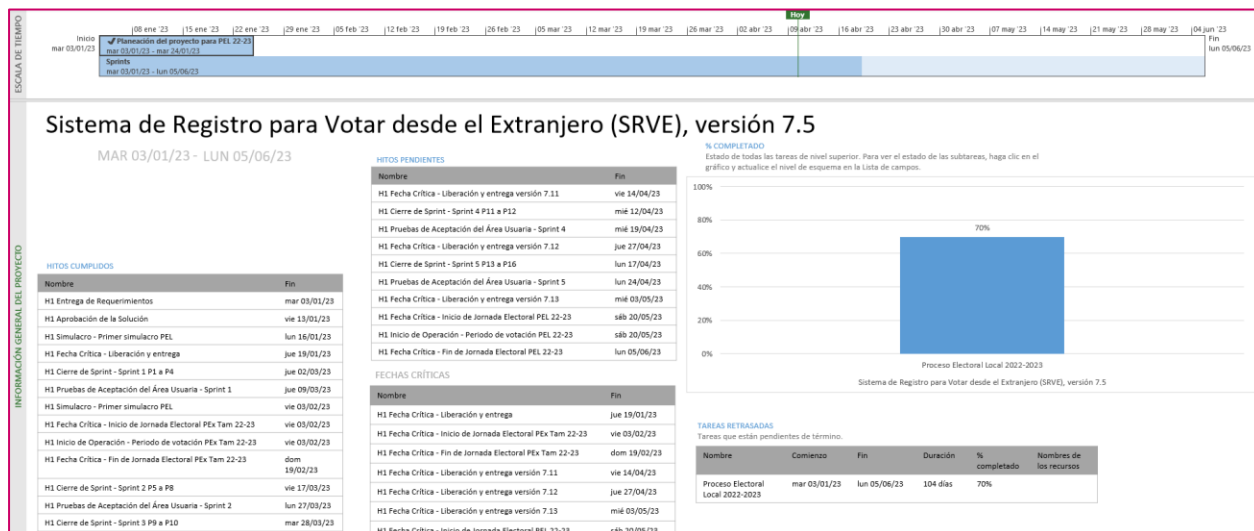 ESCALA DE TIEMPO
Hoy
08 ene '23 15 ene '23 22 ene '23 29 ene '23 05 feb '23 12 feb '23 19 feb '23 26 feb '23 05 mar '23 12 mar '23 19 mar '23 26 mar '23 02 abr '23 09 abr '23 16 abr '23 23 abr '23 30 abr '23 07 may '23 14 may '23 21 may '23 28 may '23 04 jun '23
Inicio
mar 03/01/23
✔ Planeación del proyecto para PEL 22-23
mar 03/01/23 - mar 24/01/23
Sprints
mar 03/01/23 - lun 05/06/23
Fin
lun 05/06/23
INFORMACIÓN GENERAL DEL PROYECTO
Sistema de Registro para Votar desde el Extranjero (SRVE), versión 7.5
MAR 03/01/23 - LUN 05/06/23
HITOS CUMPLIDOS
Nombre Fin
H1 Entrega de Requerimientos mar 03/01/23
H1 Aprobación de la Solución vie 13/01/23
H1 Simulacro - Primer simulacro PEL lun 16/01/23
H1 Fecha Crítica - Liberación y entrega jue 19/01/23
H1 Cierre de Sprint - Sprint 1 P1 a P4 jue 02/03/23
H1 Pruebas de Aceptación del Área Usuaria - Sprint 1 jue 09/03/23
H1 Simulacro - Primer simulacro PEL vie 03/02/23
H1 Fecha Crítica - Inicio de Jornada Electoral PEx Tam 22-23 vie 03/02/23
H1 Inicio de Operación - Periodo de votación PEx Tam 22-23 vie 03/02/23
H1 Fecha Crítica - Fin de Jornada Electoral PEx Tam 22-23 dom
19/02/23
H1 Cierre de Sprint - Sprint 2 P5 a P8 vie 17/03/23
H1 Pruebas de Aceptación del Área Usuaria - Sprint 2 lun 27/03/23
H1 Cierre de Sprint - Sprint 3 P9 a P10 mar 28/03/23
HITOS PENDIENTES
Nombre Fin
H1 Fecha Crítica - Liberación y entrega versión 7.11 vie 14/04/23
H1 Cierre de Sprint - Sprint 4 P11 a P12 mié 12/04/23
H1 Pruebas de Aceptación del Área Usuaria - Sprint 4 mié 19/04/23
H1 Fecha Crítica - Liberación y entrega versión 7.12 jue 27/04/23
H1 Cierre de Sprint - Sprint 5 P13 a P16 lun 17/04/23
H1 Pruebas de Aceptación del Área Usuaria - Sprint 5 lun 24/04/23
H1 Fecha Crítica - Liberación y entrega versión 7.13 mié 03/05/23
H1 Fecha Crítica - Inicio de Jornada Electoral PEL 22-23 sáb 20/05/23
H1 Inicio de Operación - Periodo de votación PEL 22-23 sáb 20/05/23
H1 Fecha Crítica - Fin de Jornada Electoral PEL 22-23 lun 05/06/23
FECHAS CRÍTICAS
Nombre Fin
H1 Fecha Crítica - Liberación y entrega jue 19/01/23
H1 Fecha Crítica - Inicio de Jornada Electoral PEx Tam 22-23 vie 03/02/23
H1 Fecha Crítica - Fin de Jornada Electoral PEx Tam 22-23 dom 19/02/23
H1 Fecha Crítica - Liberación y entrega versión 7.11 vie 14/04/23
H1 Fecha Crítica - Liberación y entrega versión 7.12 jue 27/04/23
H1 Fecha Crítica - Liberación y entrega versión 7.13 mié 03/05/23
H1 Fecha Crítica - Inicio de Jornada Electoral PEL 22-23 sáb 20/05/23
% COMPLETADO
Estado de todas las tareas de nivel superior. Para ver el estado de las subtareas, haga clic en el
gráfico y actualice el nivel de esquema en la Lista de campos.
100%
80%
70%
60%
40%
20%
0%
Proceso Electoral Local 2022-2023
Sistema de Registro para Votar desde el Extranjero (SRVE), versión 7.5
TAREAS RETRASADAS
Tareas que están pendientes de término.
Nombre Comienzo Fin Duración % completado Nombres de los recursos
Proceso Electoral Local 2022-2023 mar 03/01/23 lun 05/06/23 104 días 70%